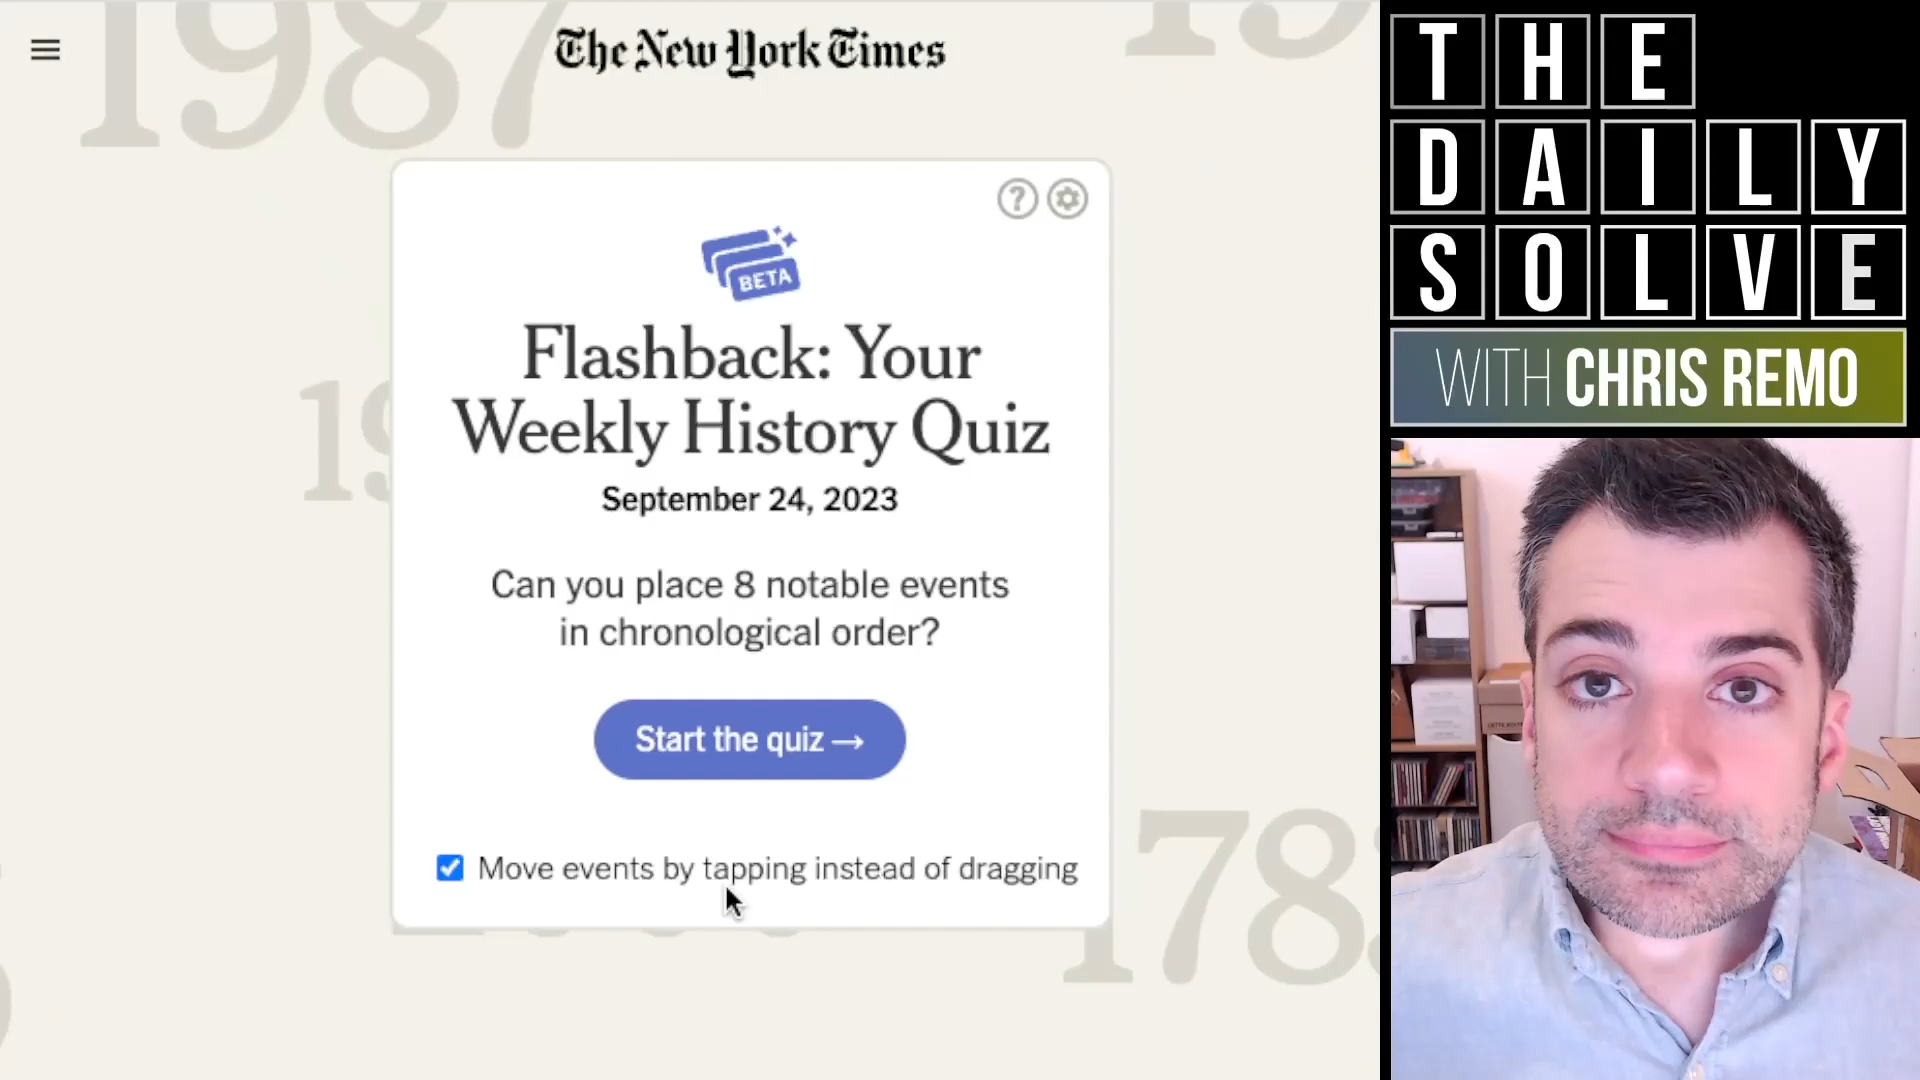 1987
The New York Times
BETA
Flashback: Your
Weekly History Quiz
September 24, 2023
Can you place 8 notable events
in chronological order?
Start the quiz →
Move events by tapping instead of dragging
178
THE
DAILY
SOLVE
WITH CHRIS REMO